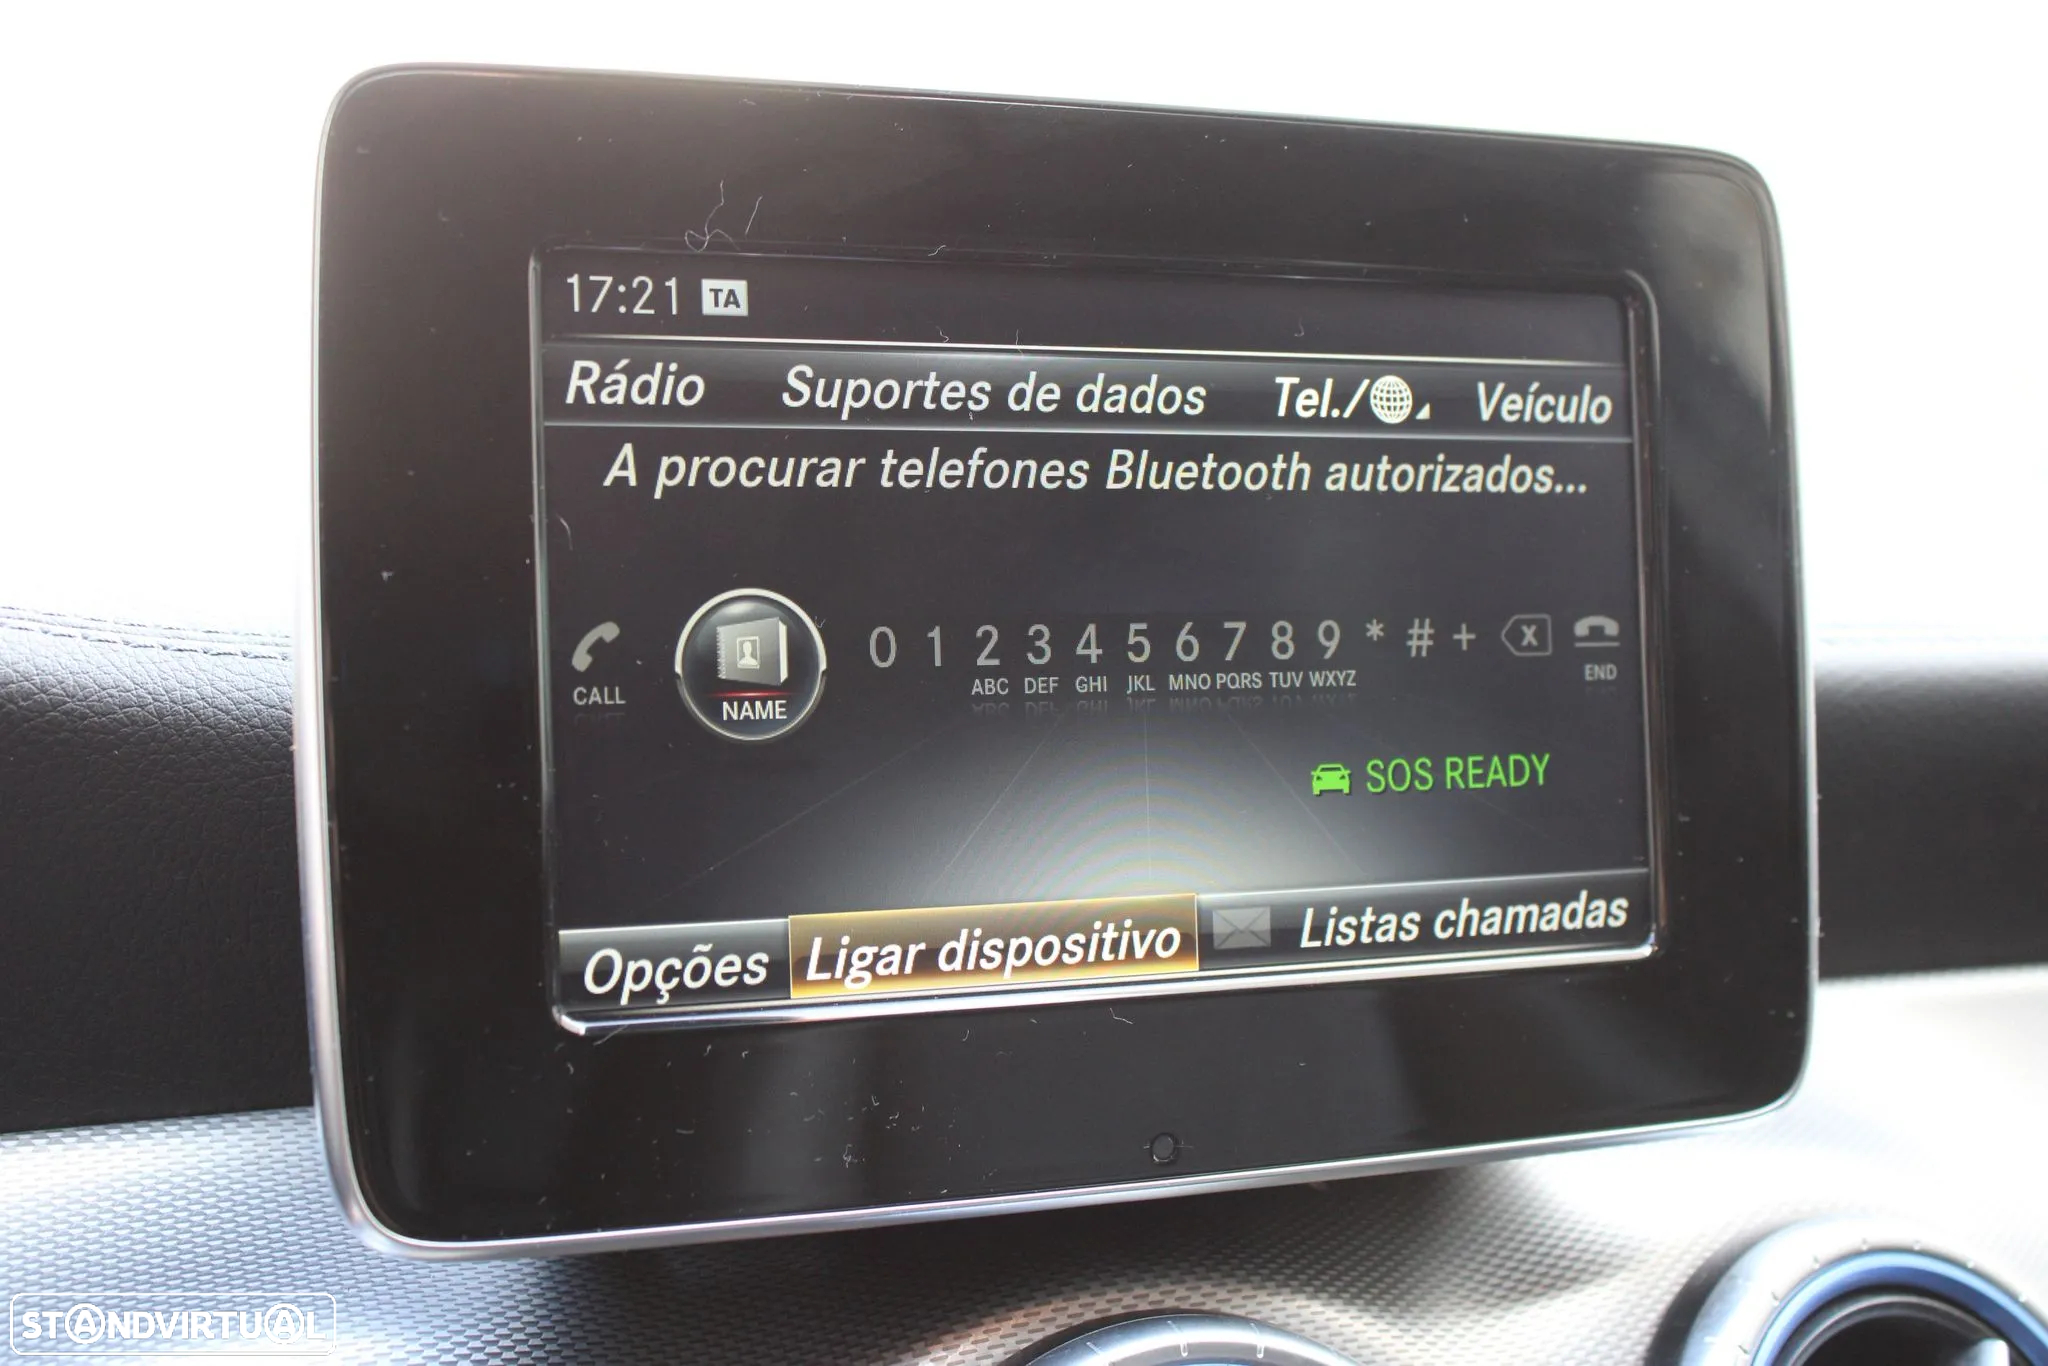 17:21 TA
Rádio Suportes de dados Tel./ Veículo
A procurar telefones Bluetooth autorizados...
0 1 2 3 4 5 6 7 8 9 * # + X
CALL NAME ABC DEF GHI JKL MNO PQRS TUV WXYZ END
SOS READY
Opções Ligar dispositivo Listas chamadas
STANDVIRTUAL